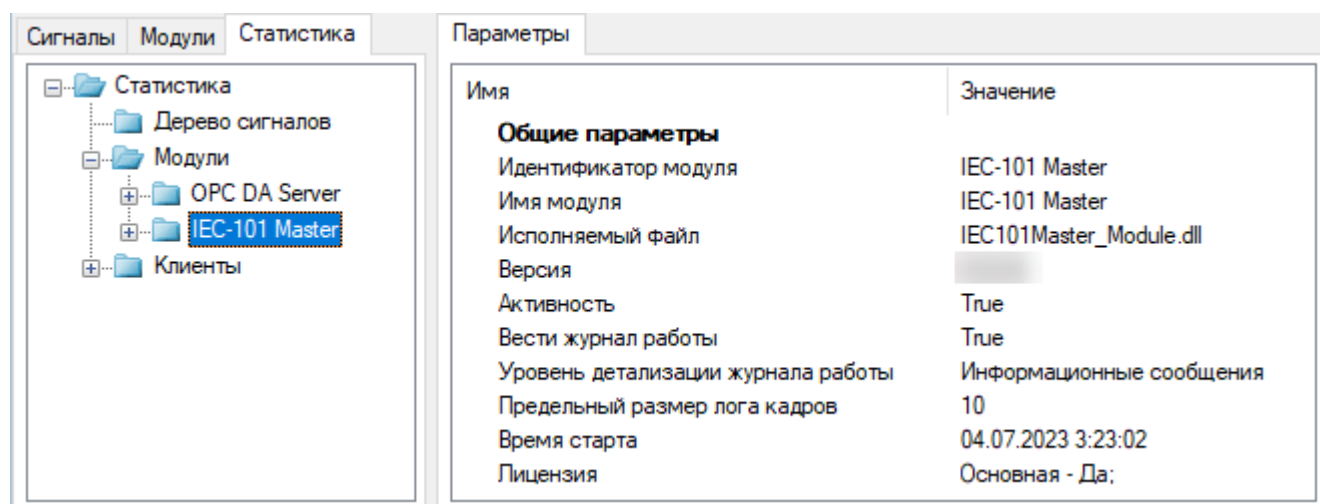 Сигналы Модули Статистика
Статистика
Дерево сигналов
Модули
OPC DA Server
IEC-101 Master
Клиенты
Параметры
Имя Значение
Общие параметры
Идентификатор модуля IEC-101 Master
Имя модуля IEC-101 Master
Исполняемый файл IEC101Master_Module.dll
Версия
Активность True
Вести журнал работы True
Уровень детализации журнала работы Информационные сообщения
Предельный размер лога кадров 10
Время старта 04.07.2023 3:23:02
Лицензия Основная - Да;